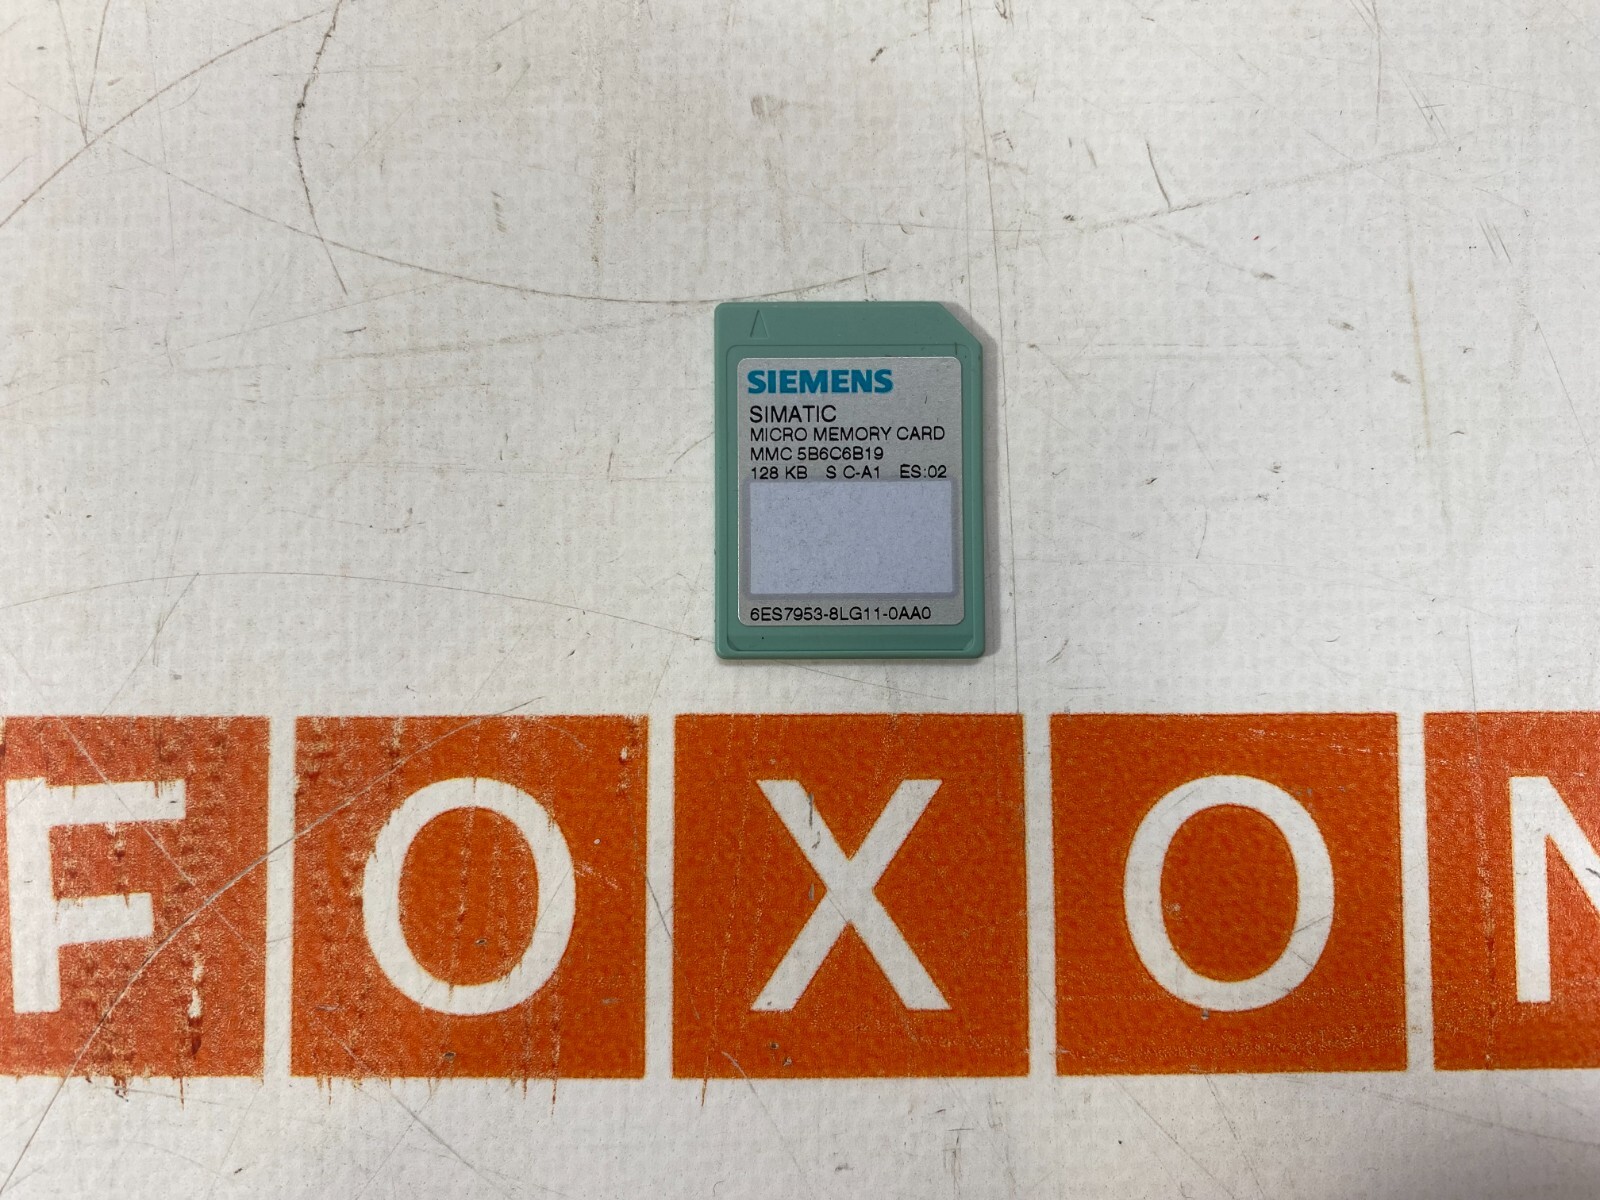 SIEMENS
SIMATIC
MICRO MEMORY CARD
MMC 5B6C6B19
128 KB S C-A1 ES:02
6ES7953-8LG11-0AA0
FOXON